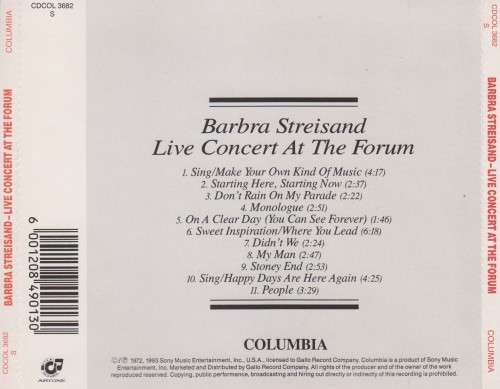 CDCOL 3682
S
COLUMBIA
BARBRA STREISAND – LIVE CONCERT AT THE FORUM
CDCOL 3682
S
CDCOL 3682
S
Barbra Streisand
Live Concert At The Forum
1. Sing/Make Your Own Kind Of Music (4:17)
2. Starting Here, Starting Now (2:37)
3. Don't Rain On My Parade (2:22)
4. Monologue (2:51)
5. On A Clear Day (You Can See Forever) (1:46)
6. Sweet Inspiration/Where You Lead (6:18)
7. Didn't We (2:24)
8. My Man (2:47)
9. Stoney End (2:53)
10. Sing/Happy Days Are Here Again (4:25)
11. People (3:29)
COLUMBIA
©℗ 1972, 1993 Sony Music Entertainment, Inc., U.S.A., licensed to Gallo Record Company. Columbia is a product of Sony Music
Entertainment, Inc. Marketed and Distributed by Gallo Record Company. All rights of the producer and of the owner of the work
reproduced reserved. Copying, public performance, broadcasting and hiring out directly or indirectly of this recording is prohibited.
6 001208 490130
CDCOL 3682
S
BARBRA STREISAND – LIVE CONCERT AT THE FORUM
COLUMBIA